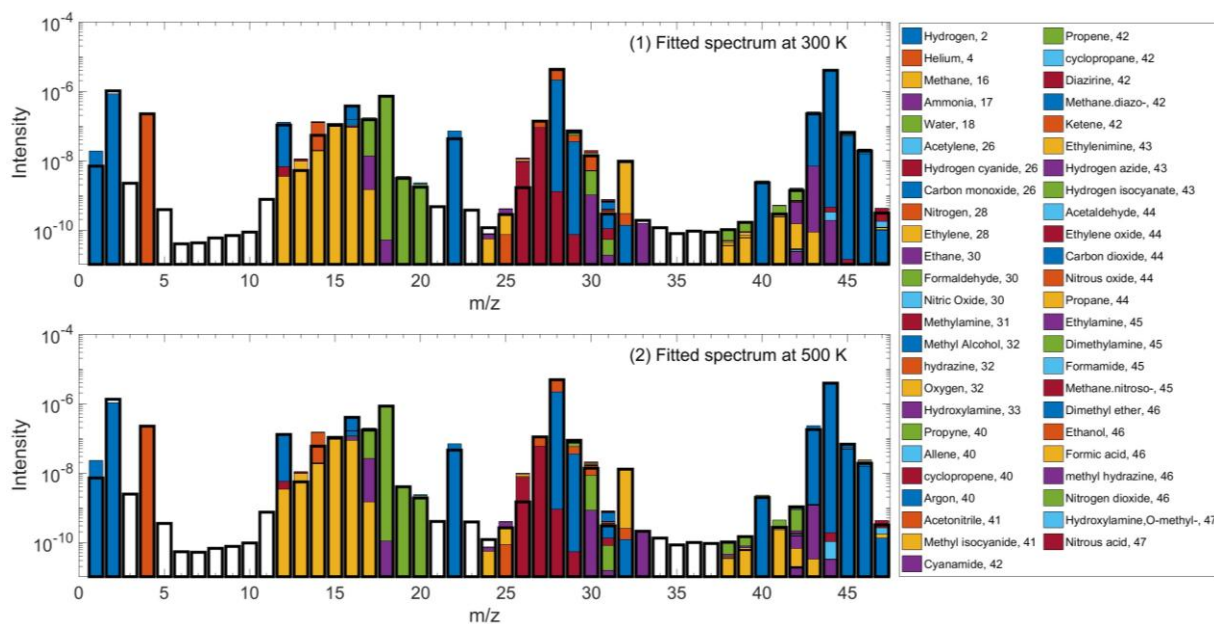 10-4
10-6
10-8
10-10
Intensity
(1) Fitted spectrum at 300 K
0 5 10 15 20 25 30 35 40 45
m/z
10-4
10-6
10-8
10-10
Intensity
(2) Fitted spectrum at 500 K
0 5 10 15 20 25 30 35 40 45
m/z
Hydrogen, 2
Helium, 4
Methane, 16
Ammonia, 17
Water, 18
Acetylene, 26
Hydrogen cyanide, 26
Carbon monoxide, 26
Nitrogen, 28
Ethylene, 28
Ethane, 30
Formaldehyde, 30
Nitric Oxide, 30
Methylamine, 31
Methyl Alcohol, 32
hydrazine, 32
Oxygen, 32
Hydroxylamine, 33
Propyne, 40
Allene, 40
cyclopropene, 40
Argon, 40
Acetonitrile, 41
Methyl isocyanide, 41
Cyanamide, 42
Propene, 42
cyclopropane, 42
Diazirine, 42
Methane.diazo-, 42
Ketene, 42
Ethylenimine, 43
Hydrogen azide, 43
Hydrogen isocyanate, 43
Acetaldehyde, 44
Ethylene oxide, 44
Carbon dioxide, 44
Nitrous oxide, 44
Propane, 44
Ethylamine, 45
Dimethylamine, 45
Formamide, 45
Methane.nitroso-, 45
Dimethyl ether, 46
Ethanol, 46
Formic acid, 46
methyl hydrazine, 46
Nitrogen dioxide, 46
Hydroxylamine,O-methyl-, 47
Nitrous acid, 47